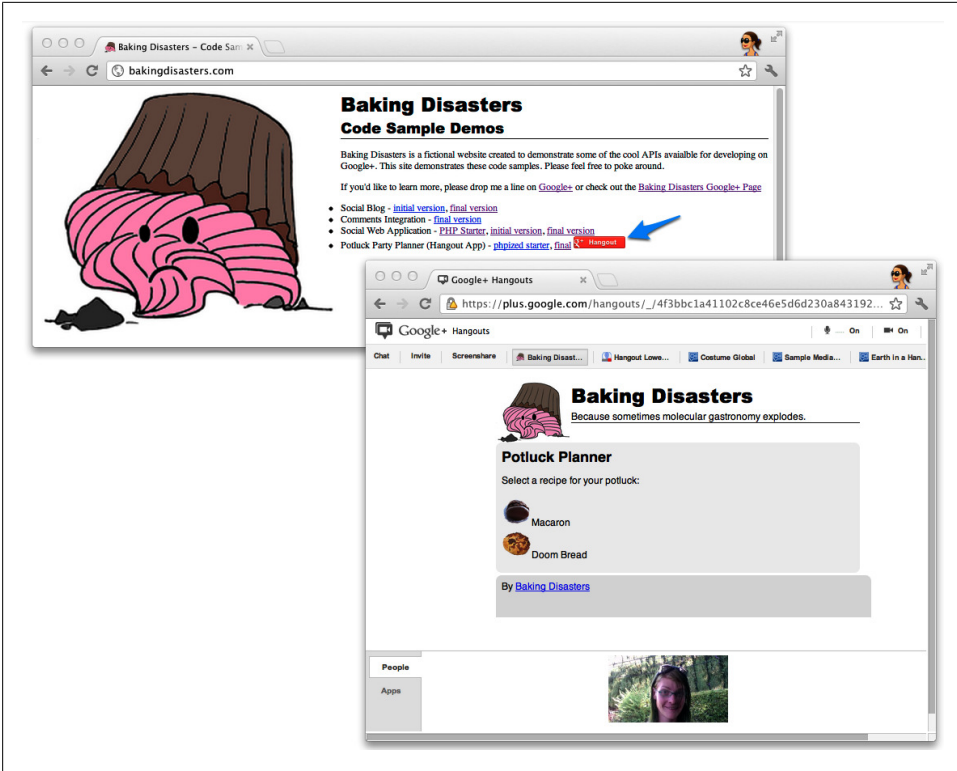 Baking Disasters – Code Sam
bakingdisasters.com
Baking Disasters
Code Sample Demos
Baking Disasters is a fictional website created to demonstrate some of the cool APIs avaialble for developing on
Google+. This site demonstrates these code samples. Please feel free to poke around.
If you'd like to learn more, please drop me a line on Google+ or check out the Baking Disasters Google+ Page
• Social Blog - initial version, final version
• Comments Integration - final version
• Social Web Application - PHP Starter, initial version, final version
• Potluck Party Planner (Hangout App) - phpized starter, final g+ Hangout
Google+ Hangouts
https://plus.google.com/hangouts/_/4f3bbc1a41102c8ce46e5d6d230a843192...
Google+ Hangouts
On
On
Chat
Invite
Screenshare
Baking Disast...
Hangout Lowe...
Costume Global
Sample Media...
Earth in a Han..
Baking Disasters
Because sometimes molecular gastronomy explodes.
Potluck Planner
Select a recipe for your potluck:
Macaron
Doom Bread
By Baking Disasters
People
Apps